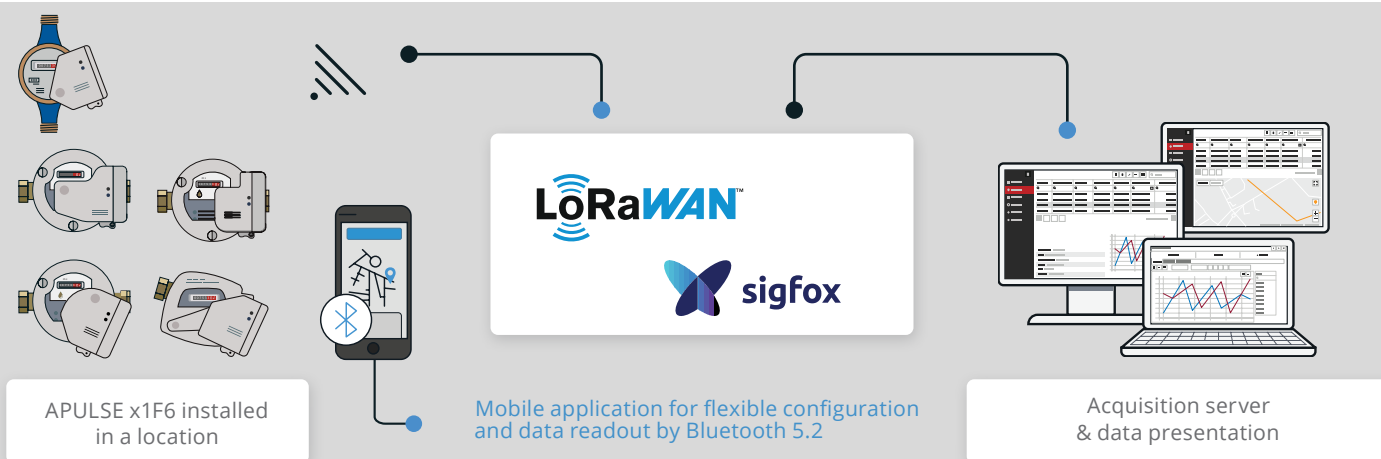 LoRaWAN™
sigfox
APULSE x1F6 installed
in a location
Mobile application for flexible configuration
and data readout by Bluetooth 5.2
Acquisition server
& data presentation